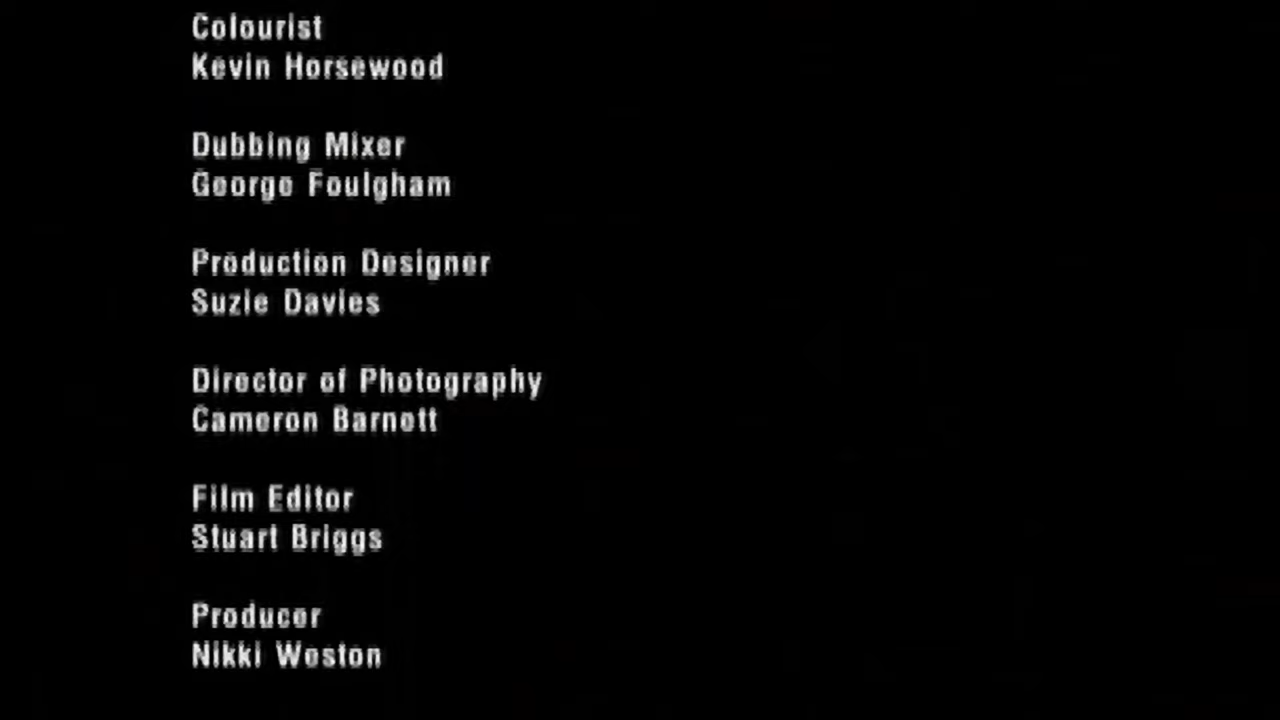 Colourist
Kevin Horsewood
Dubbing Mixer
George Foulgham
Production Designer
Suzie Davies
Director of Photography
Cameron Barnett
Film Editor
Stuart Briggs
Producer
Nikki Weston